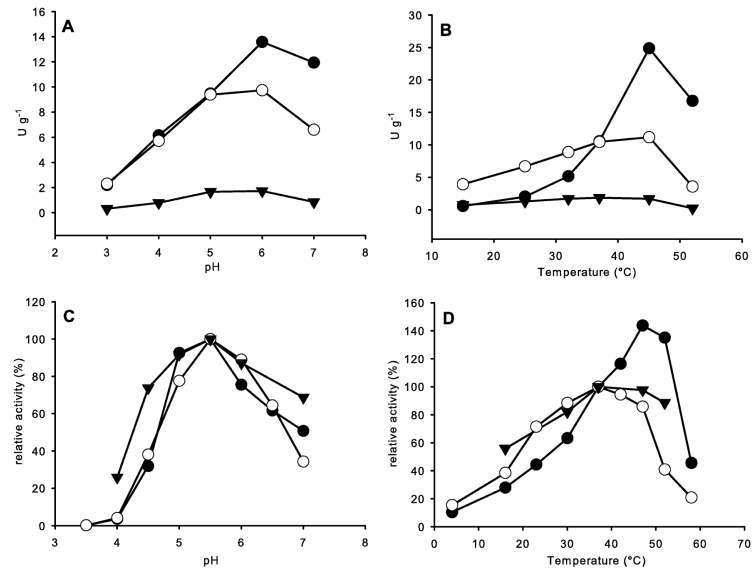 A
16
14
12
10
8
6
4
2
0
U g-1
2 3 4 5 6 7 8
pH
B
30
25
20
15
10
5
0
U g-1
10 20 30 40 50 60
Temperature (°C)
C
120
100
80
60
40
20
0
relative activity (%)
3 4 5 6 7 8
pH
D
160
140
120
100
80
60
40
20
0
relative activity (%)
0 10 20 30 40 50 60 70
Temperature (°C)